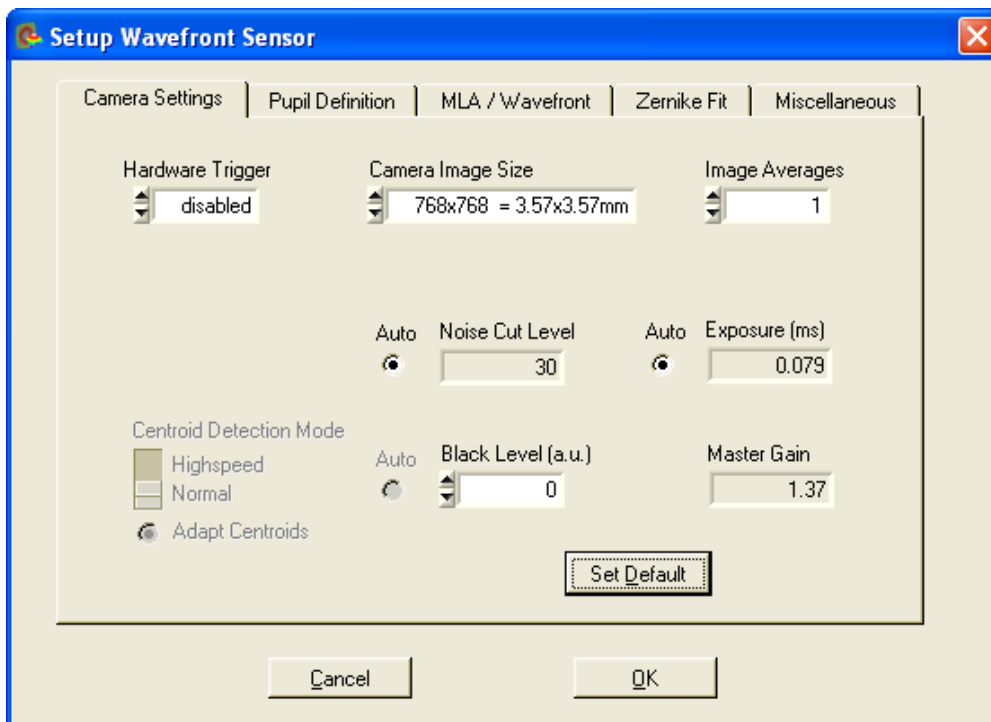 Setup Wavefront Sensor
Camera Settings Pupil Definition MLA / Wavefront Zernike Fit Miscellaneous
Hardware Trigger Camera Image Size Image Averages
disabled 768x768 = 3.57x3.57mm 1
Auto Noise Cut Level Auto Exposure (ms)
30 0.079
Centroid Detection Mode
Highspeed
Normal
Adapt Centroids
Auto Black Level (a.u.) Master Gain
0 1.37
Set Default
Cancel OK